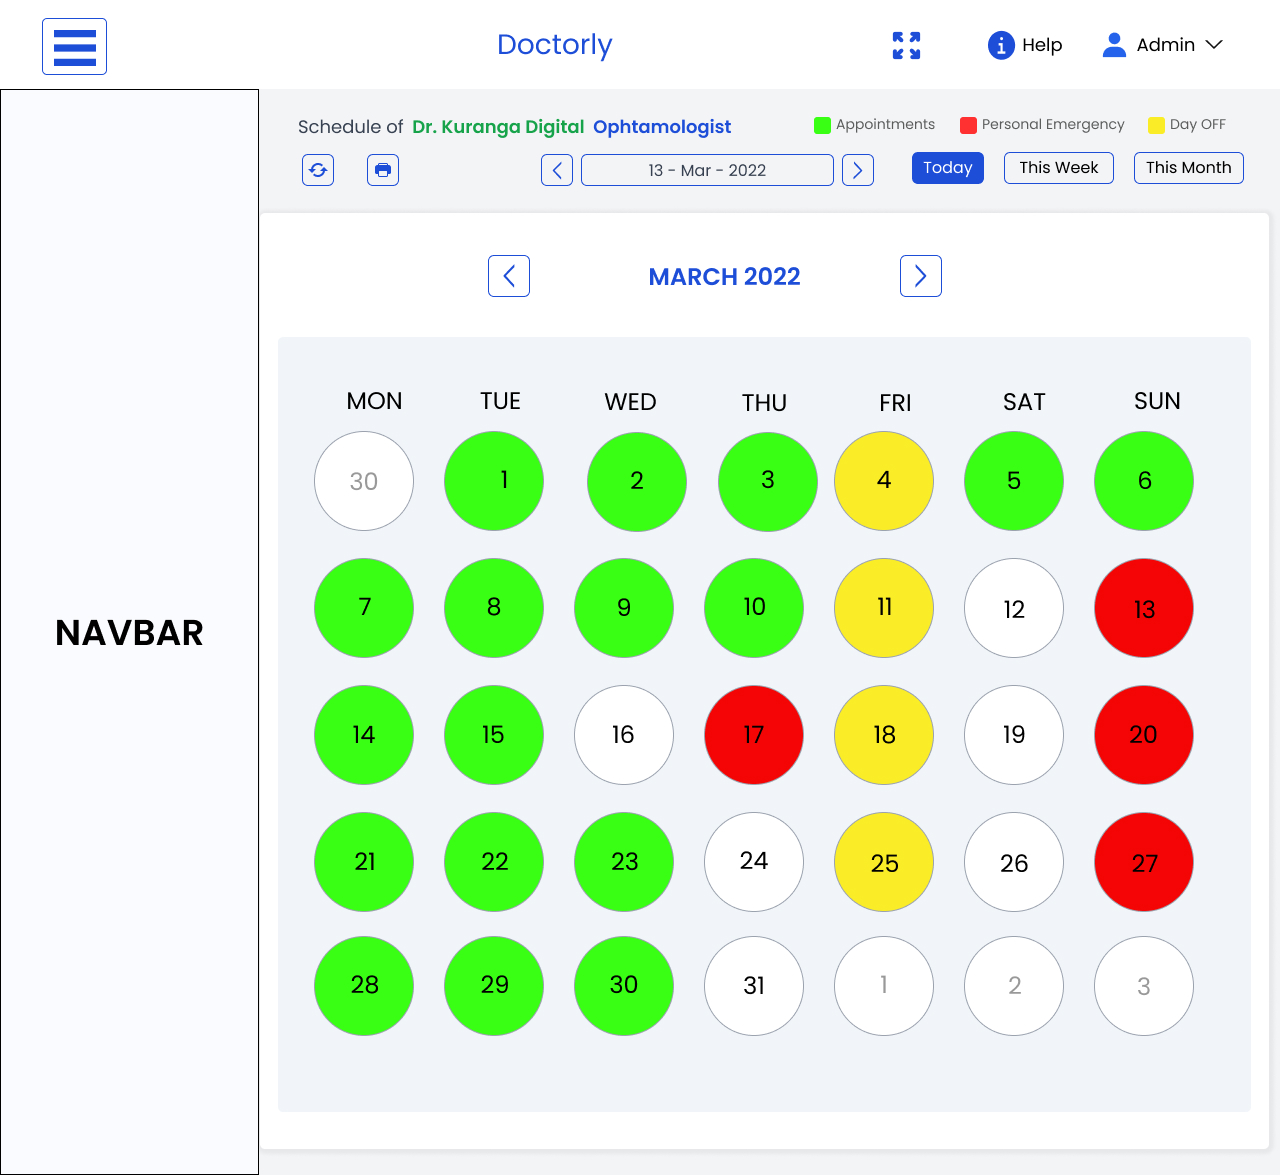 Doctorly
Help
Admin
Schedule of Dr. Kuranga Digital Ophtamologist
Appointments
Personal Emergency
Day OFF
13 - Mar - 2022
Today
This Week
This Month
MARCH 2022
NAVBAR
MON TUE WED THU FRI SAT SUN
30 1 2 3 4 5 6
7 8 9 10 11 12 13
14 15 16 17 18 19 20
21 22 23 24 25 26 27
28 29 30 31 1 2 3